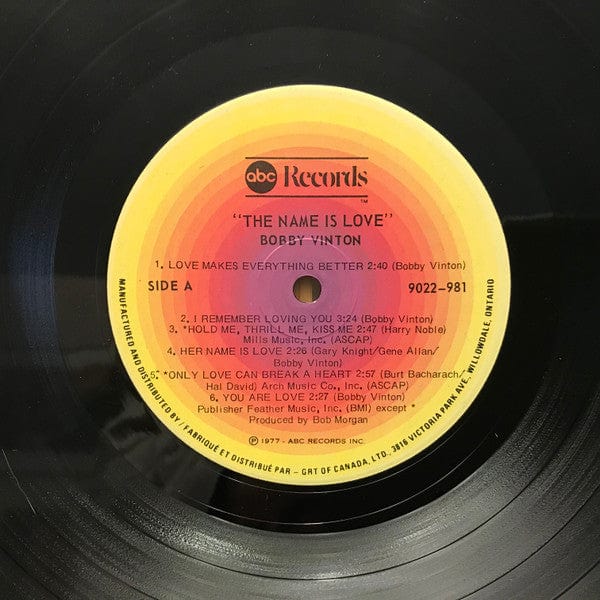 abc Records
TM
"THE NAME IS LOVE"
BOBBY VINTON
1. LOVE MAKES EVERYTHING BETTER 2:40 (Bobby Vinton)
SIDE A
9022-981
2. I REMEMBER LOVING YOU 3:24 (Bobby Vinton)
3. *HOLD ME, THRILL ME, KISS ME 2:47 (Harry Noble)
Mills Music, Inc. (ASCAP)
4. HER NAME IS LOVE 2:26 (Gary Knight/Gene Allan/
Bobby Vinton)
5. *ONLY LOVE CAN BREAK A HEART 2:57 (Burt Bacharach/
Hal David) Arch Music Co., Inc. (ASCAP)
6. YOU ARE LOVE 2:27 (Bobby Vinton)
Publisher Feather Music, Inc. (BMI) except *
Produced by Bob Morgan
℗ 1977 - ABC RECORDS INC.
MANUFACTURED AND DISTRIBUTED BY / FABRIQUÉ ET DISTRIBUÉ PAR - GRT OF CANADA, LTD., 3816 VICTORIA PARK AVE., WILLOWDALE, ONTARIO